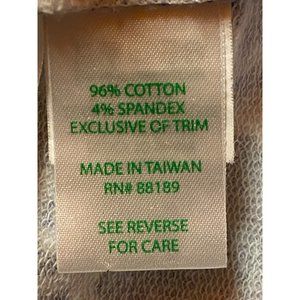 96% COTTON
4% SPANDEX
EXCLUSIVE OF TRIM
MADE IN TAIWAN
RN# 88189
SEE REVERSE
FOR CARE